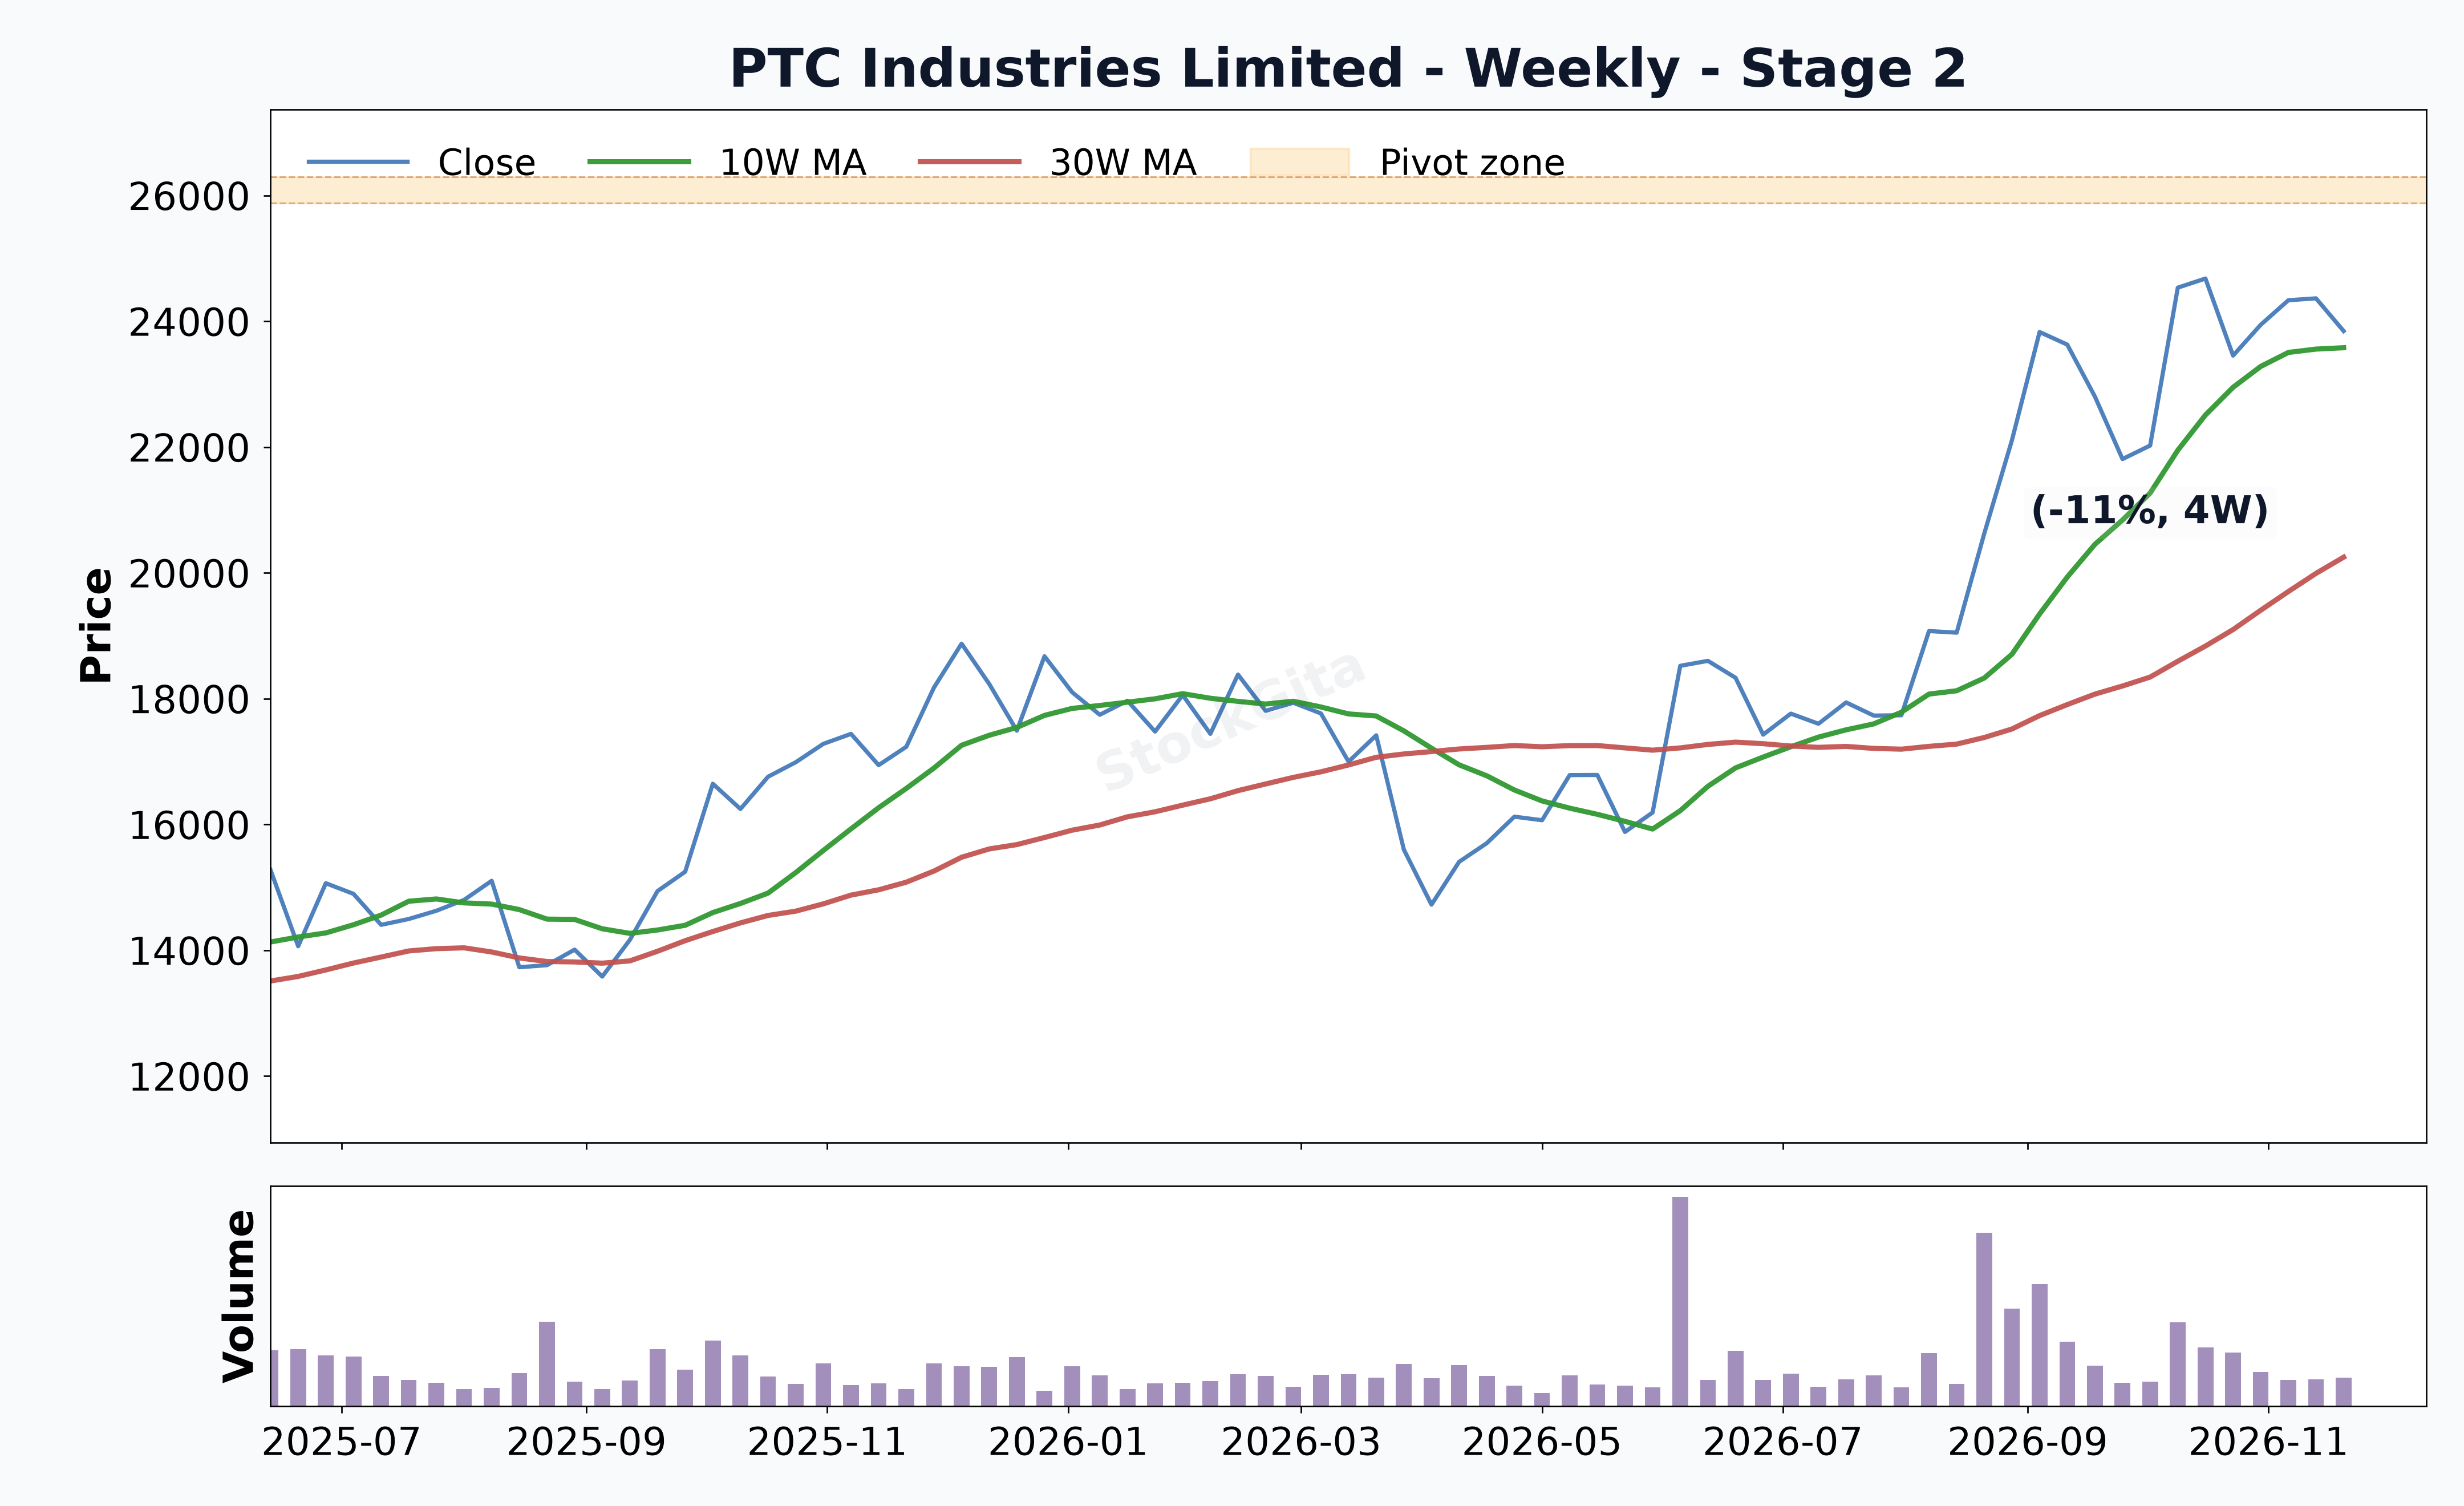 PTC Industries Limited - Weekly - Stage 2
Close
10W MA
30W MA
Pivot zone
Price
26000
24000
22000
20000
18000
16000
14000
12000
(-11%, 4W)
StockGita
Volume
2025-07
2025-09
2025-11
2026-01
2026-03
2026-05
2026-07
2026-09
2026-11